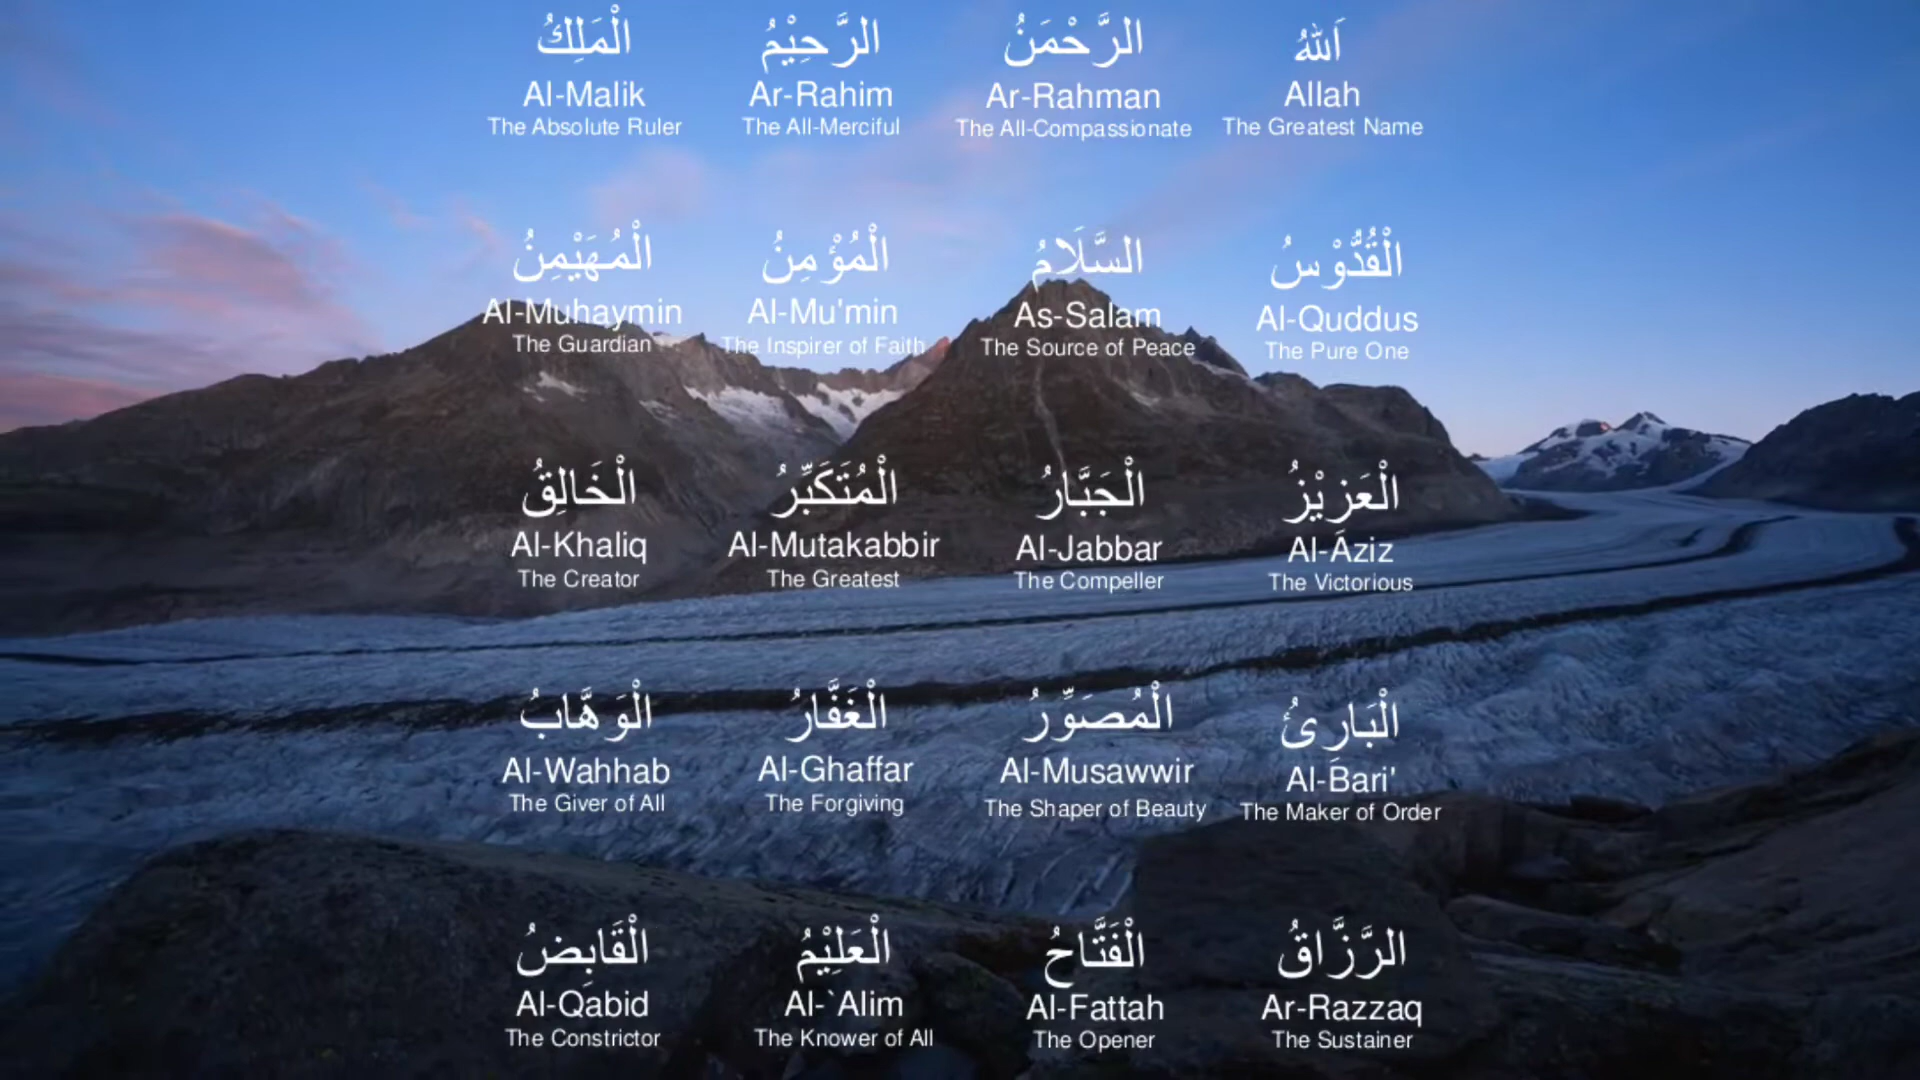 اَللّٰهُ
Allah
The Greatest Name
الرَّحْمَنُ
Ar-Rahman
The All-Compassionate
الرَّحِيْمُ
Ar-Rahim
The All-Merciful
الْمَلِكُ
Al-Malik
The Absolute Ruler
الْقُدُّوْسُ
Al-Quddus
The Pure One
السَّلَامُ
As-Salam
The Source of Peace
الْمُؤْمِنُ
Al-Mu'min
The Inspirer of Faith
الْمُهَيْمِنُ
Al-Muhaymin
The Guardian
الْعَزِيْزُ
Al-Aziz
The Victorious
الْجَبَّارُ
Al-Jabbar
The Compeller
الْمُتَكَبِّرُ
Al-Mutakabbir
The Greatest
الْخَالِقُ
Al-Khaliq
The Creator
الْبَارِئُ
Al-Bari'
The Maker of Order
الْمُصَوِّرُ
Al-Musawwir
The Shaper of Beauty
الْغَفَّارُ
Al-Ghaffar
The Forgiving
الْوَهَّابُ
Al-Wahhab
The Giver of All
الرَّزَّاقُ
Ar-Razzaq
The Sustainer
الْفَتَّاحُ
Al-Fattah
The Opener
الْعَلِيْمُ
Al-`Alim
The Knower of All
الْقَابِضُ
Al-Qabid
The Constrictor